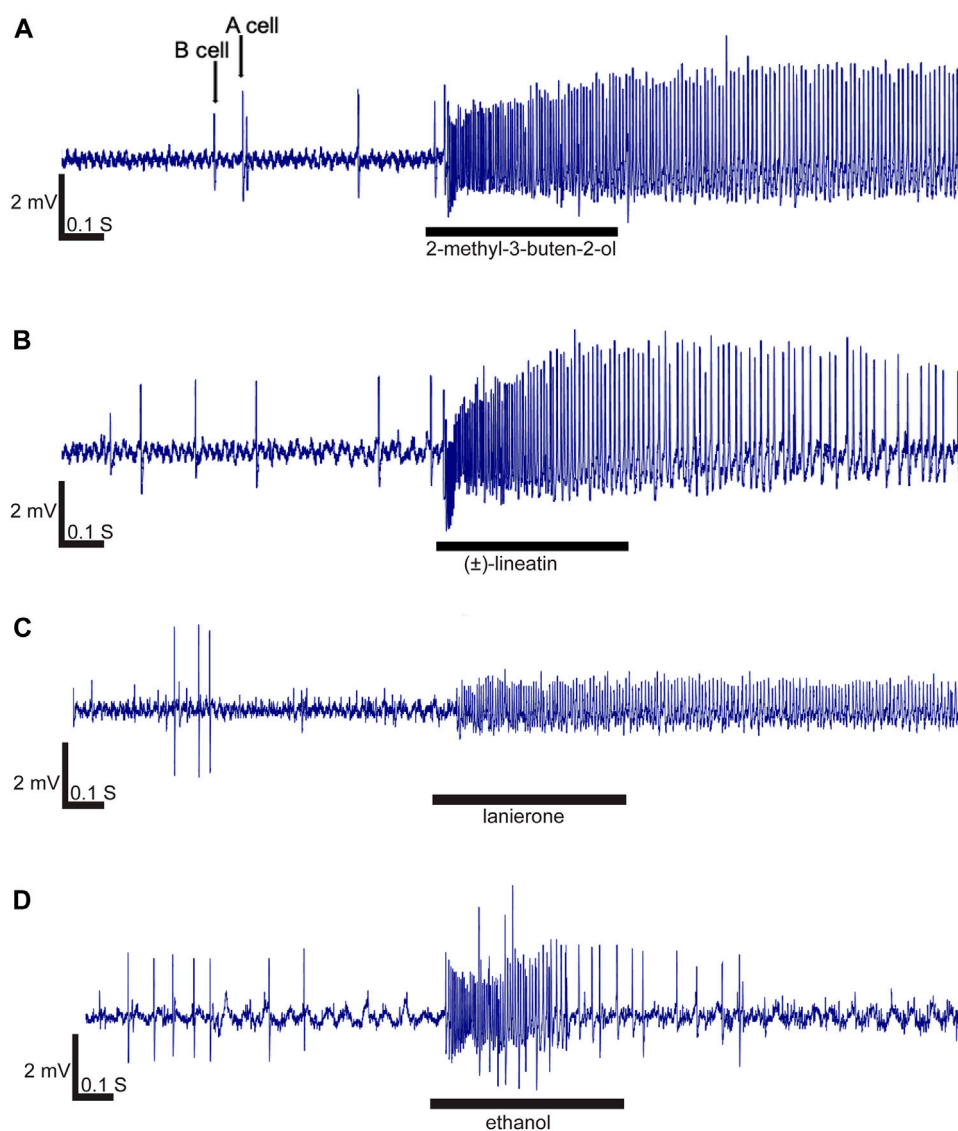 A
A cell
B cell
2 mV
0.1 S
2-methyl-3-buten-2-ol
B
2 mV
0.1 S
(±)-lineatin
C
2 mV
0.1 S
lanierone
D
2 mV
0.1 S
ethanol